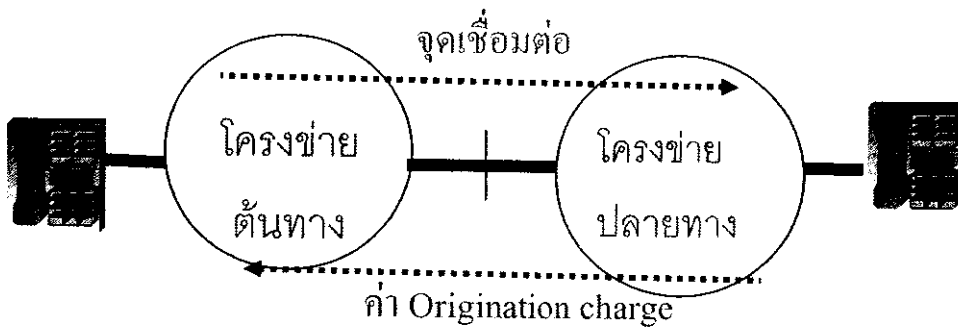 จุดเชื่อมต่อ
โครงข่าย
ต้นทาง
โครงข่าย
ปลายทาง
ค่า Origination charge